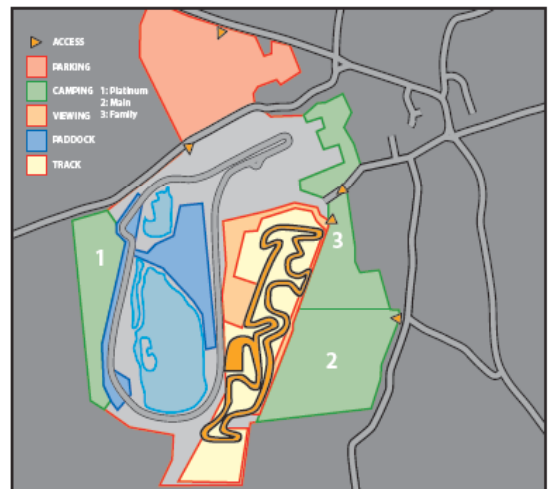 ACCESS
PARKING
CAMPING 1: Platinum
2: Main
VIEWING 3: Family
PADDOCK
TRACK
1
3
2